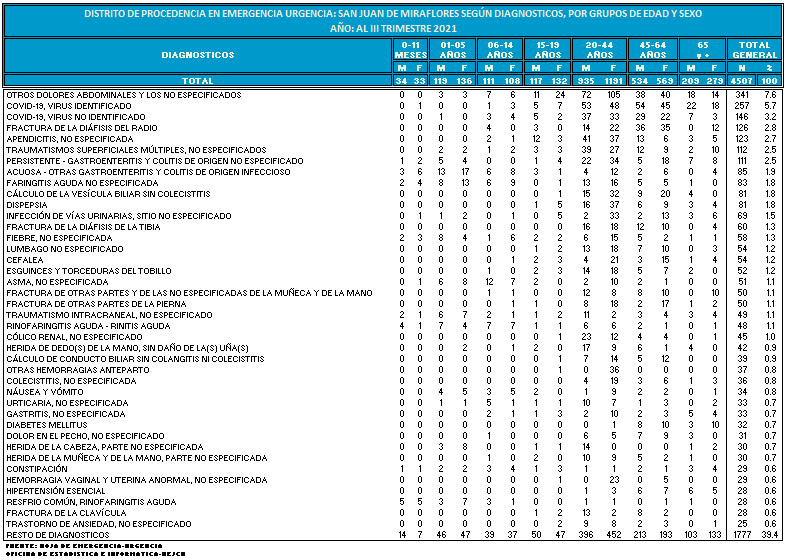 DISTRITO DE PROCEDENCIA EN EMERGENCIA URGENCIA: SAN JUAN DE MIRAFLORES SEGÚN DIAGNOSTICOS, POR GRUPOS DE EDAD Y SEXO
AÑO: AL III TRIMESTRE 2021
DIAGNOSTICOS 0-11 MESES 01-05 AÑOS 06-14 AÑOS 15-19 AÑOS 20-44 AÑOS 45-64 AÑOS 65 y + TOTAL GENERAL
M F M F M F M F M F M F M F N %
TOTAL 34 33 119 136 111 108 117 132 935 1191 534 569 209 279 4507 100
OTROS DOLORES ABDOMINALES Y LOS NO ESPECIFICADOS 0 0 3 3 7 6 11 24 72 105 38 40 18 14 341 7.6
COVID-19, VIRUS IDENTIFICADO 0 1 0 0 1 3 5 7 53 48 54 45 22 18 257 5.7
COVID-19, VIRUS NO IDENTIFICADO 0 0 1 0 3 4 5 2 37 33 29 22 7 3 146 3.2
FRACTURA DE LA DIÁFISIS DEL RADIO 0 0 0 0 4 0 3 0 14 22 36 35 0 12 126 2.8
APENDICITIS, NO ESPECIFICADA 0 0 0 0 2 1 12 3 41 37 13 6 3 5 123 2.7
TRAUMATISMOS SUPERFICIALES MÚLTIPLES, NO ESPECIFICADOS 0 0 2 2 1 2 3 3 39 27 12 9 2 10 112 2.5
PERSISTENTE - GASTROENTERITIS Y COLITIS DE ORIGEN NO ESPECIFICADO 1 2 5 4 0 0 1 4 22 34 5 18 7 8 111 2.5
ACUOSA - OTRAS GASTROENTERITIS Y COLITIS DE ORIGEN INFECCIOSO 3 6 13 17 6 8 3 1 4 12 2 6 0 4 85 1.9
FARINGITIS AGUDA NO ESPECIFICADA 2 4 8 13 6 9 0 1 13 16 5 5 1 0 83 1.8
CÁLCULO DE LA VESÍCULA BILIAR SIN COLECISTITIS 0 0 0 0 0 0 0 1 15 32 9 20 4 0 81 1.8
DISPEPSIA 0 0 0 0 0 0 1 5 16 37 6 9 3 4 81 1.8
INFECCIÓN DE VÍAS URINARIAS, SITIO NO ESPECIFICADO 0 1 1 2 0 1 0 5 2 33 2 13 3 6 69 1.5
FRACTURA DE LA DIÁFISIS DE LA TIBIA 0 0 0 0 0 0 0 0 16 18 12 10 0 4 60 1.3
FIEBRE, NO ESPECIFICADA 2 3 8 4 1 6 2 2 6 15 5 2 1 1 58 1.3
LUMBAGO NO ESPECIFICADO 0 0 0 0 0 0 1 2 13 18 7 10 0 3 54 1.2
CEFALEA 0 0 0 0 0 1 2 3 4 21 3 15 1 4 54 1.2
ESGUINCES Y TORCEDURAS DEL TOBILLO 0 0 0 0 1 0 2 3 14 18 5 7 2 0 52 1.2
ASMA, NO ESPECIFICADA 0 1 6 8 12 7 2 0 2 10 2 1 0 0 51 1.1
FRACTURA DE OTRAS PARTES Y DE LAS NO ESPECIFICADAS DE LA MUÑECA Y DE LA MANO 0 0 0 0 1 1 0 0 12 8 8 10 0 10 50 1.1
FRACTURA DE OTRAS PARTES DE LA PIERNA 0 0 0 0 0 1 0 0 8 18 2 17 1 2 50 1.1
TRAUMATISMO INTRACRANEAL, NO ESPECIFICADO 2 1 6 7 2 1 1 2 11 2 3 4 3 4 49 1.1
RINOFARINGITIS AGUDA - RINITIS AGUDA 4 1 7 4 7 7 1 1 6 6 2 1 0 1 48 1.1
CÓLICO RENAL, NO ESPECIFICADO 0 0 0 0 0 0 0 1 23 12 4 4 0 1 45 1.0
HERIDA DE DEDO(S) DE LA MANO, SIN DAÑO DE LA(S) UÑA(S) 0 0 0 2 0 1 2 0 17 9 6 1 4 0 42 0.9
CÁLCULO DE CONDUCTO BILIAR SIN COLANGITIS NI COLECISTITIS 0 0 0 0 0 0 0 1 7 14 5 12 0 0 39 0.9
OTRAS HEMORRAGIAS ANTEPARTO 0 0 0 0 0 0 0 1 0 36 0 0 0 0 37 0.8
COLECISTITIS, NO ESPECIFICADA 0 0 0 0 0 0 0 0 4 19 3 6 1 3 36 0.8
NÁUSEA Y VÓMITO 0 0 4 5 3 5 2 0 1 9 2 2 0 1 34 0.8
URTICARIA, NO ESPECIFICADA 0 0 1 1 5 1 1 1 10 7 1 3 0 2 33 0.7
GASTRITIS, NO ESPECIFICADA 0 0 0 0 2 1 1 3 2 10 2 3 5 4 33 0.7
DIABETES MELLITUS 0 0 0 0 0 0 0 0 0 1 8 10 3 10 32 0.7
DOLOR EN EL PECHO, NO ESPECIFICADO 0 0 0 0 1 0 0 0 6 5 7 9 3 0 31 0.7
HERIDA DE LA CABEZA, PARTE NO ESPECIFICADA 0 0 3 8 0 1 1 3 14 0 0 0 0 1 30 0.7
HERIDA DE LA MUÑECA Y DE LA MANO, PARTE NO ESPECIFICADA 0 0 0 0 1 0 2 0 10 9 5 2 1 0 30 0.7
CONSTIPACIÓN 1 1 2 2 3 4 1 3 1 1 2 1 3 4 29 0.6
HEMORRAGIA VAGINAL Y UTERINA ANORMAL, NO ESPECIFICADA 0 0 0 0 0 0 0 1 0 23 0 5 0 0 29 0.6
HIPERTENSIÓN ESENCIAL 0 0 0 0 0 0 0 0 1 3 6 7 6 5 28 0.6
RESFRIO COMÚN, RINOFARINGITIS AGUDA 5 5 3 7 3 1 0 0 1 1 0 1 0 1 28 0.6
FRACTURA DE LA CLAVÍCULA 0 0 0 0 0 0 1 2 13 2 8 2 0 0 28 0.6
TRASTORNO DE ANSIEDAD, NO ESPECIFICADO 0 0 0 0 0 0 0 2 9 8 2 3 0 1 25 0.6
RESTO DE DIAGNOSTICOS 14 7 46 47 39 37 50 47 396 452 213 193 103 133 1777 39.4
FUENTE: HOJA DE EMERGENCIA-URGENCIA
OFICINA DE ESTADISTICA E INFORMATICA-HEJCU